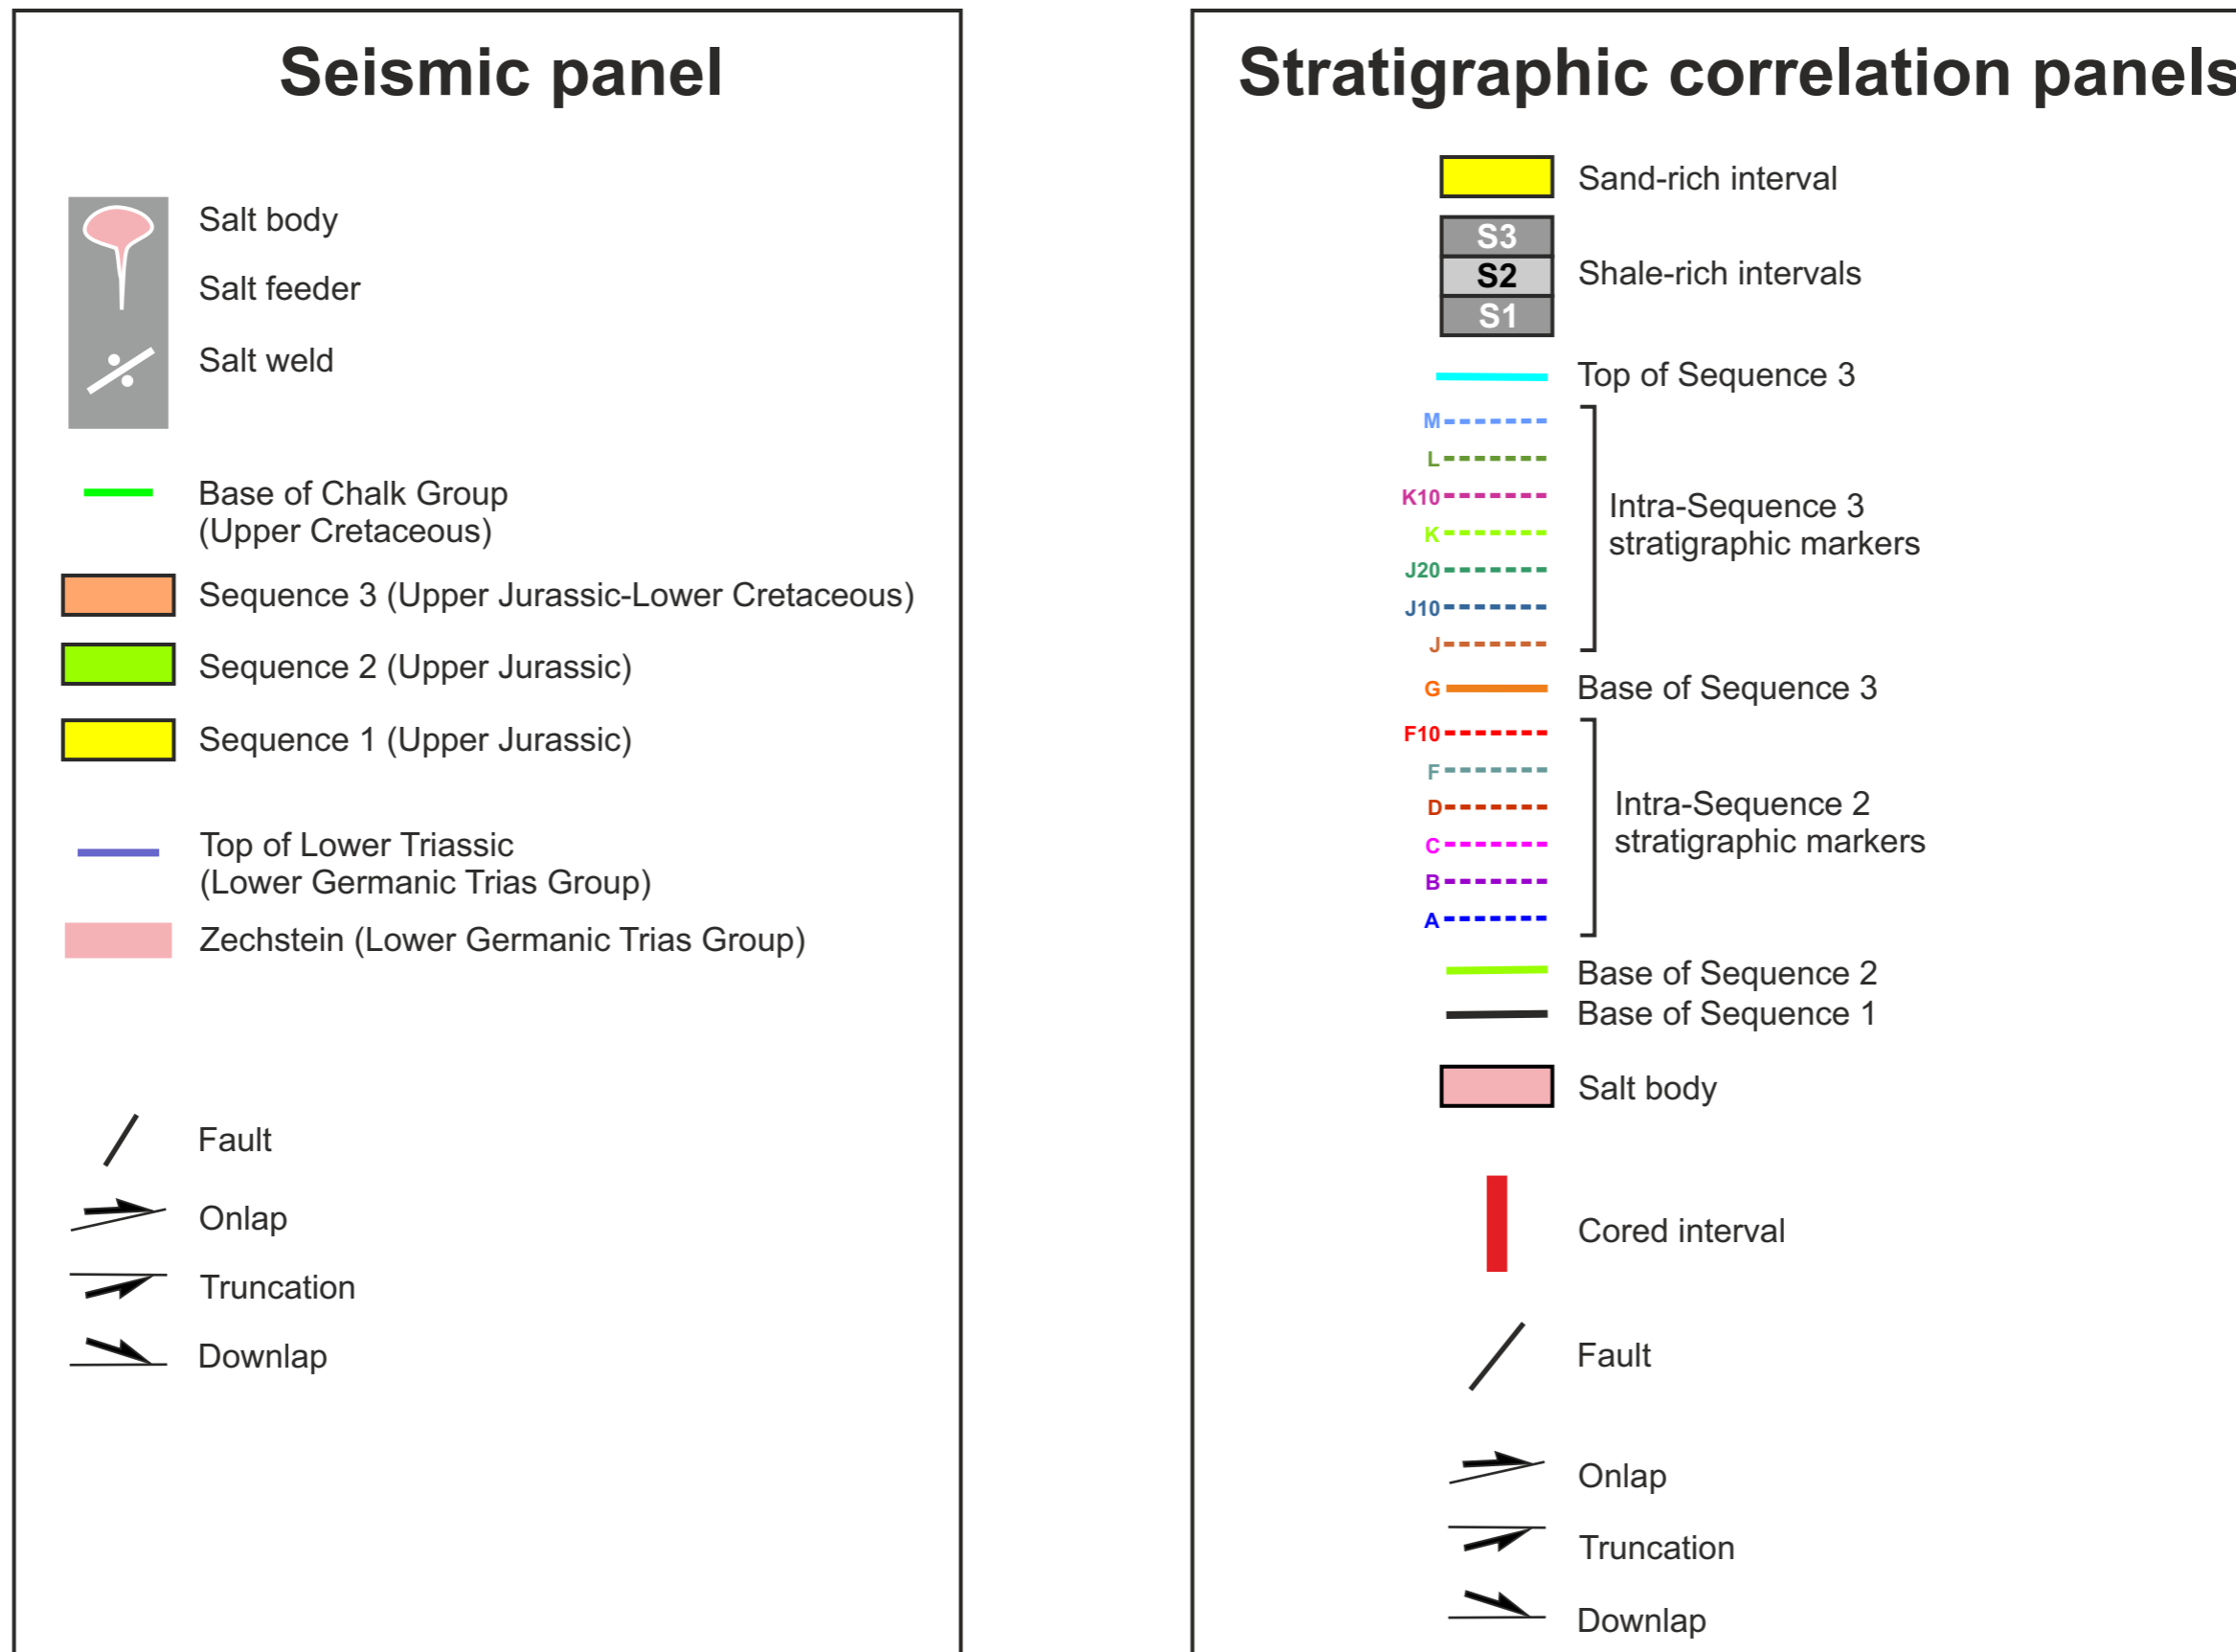 Seismic panel
Salt body
Salt feeder
Salt weld
Base of Chalk Group
(Upper Cretaceous)
Sequence 3 (Upper Jurassic-Lower Cretaceous)
Sequence 2 (Upper Jurassic)
Sequence 1 (Upper Jurassic)
Top of Lower Triassic
(Lower Germanic Trias Group)
Zechstein (Lower Germanic Trias Group)
Fault
Onlap
Truncation
Downlap
Stratigraphic correlation panels
Sand-rich interval
S3
S2
S1
Shale-rich intervals
Top of Sequence 3
M
L
K10
K
J20
J10
J
Intra-Sequence 3
stratigraphic markers
G
Base of Sequence 3
F10
F
D
C
B
A
Intra-Sequence 2
stratigraphic markers
Base of Sequence 2
Base of Sequence 1
Salt body
Cored interval
Fault
Onlap
Truncation
Downlap